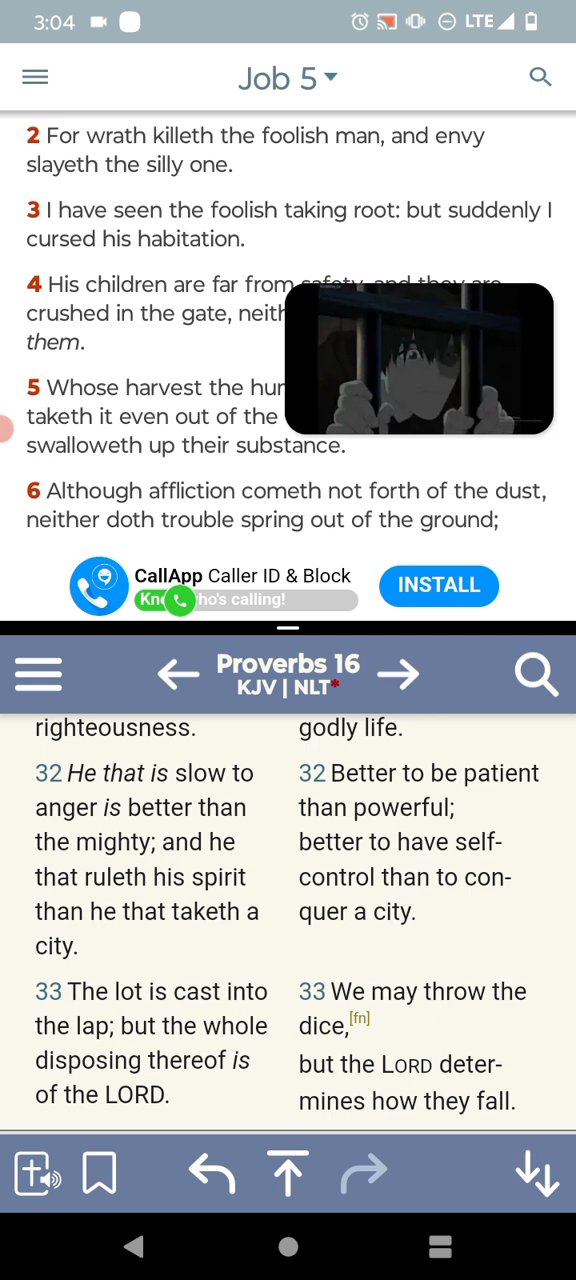 3:04
LTE
Job 5
2 For wrath killeth the foolish man, and envy
slayeth the silly one.
3 I have seen the foolish taking root: but suddenly I
cursed his habitation.
4 His children are far from safety, and they are
crushed in the gate, neith
them.
5 Whose harvest the hun
taketh it even out of the
swalloweth up their substance.
6 Although affliction cometh not forth of the dust,
neither doth trouble spring out of the ground;
CallApp Caller ID & Block
Kno who's calling!
INSTALL
Proverbs 16
KJV | NLT*
righteousness.
32 He that is slow to
anger is better than
the mighty; and he
that ruleth his spirit
than he that taketh a
city.
33 The lot is cast into
the lap; but the whole
disposing thereof is
of the LORD.
godly life.
32 Better to be patient
than powerful;
better to have self-
control than to con-
quer a city.
33 We may throw the
dice,[fn]
but the LORD deter-
mines how they fall.